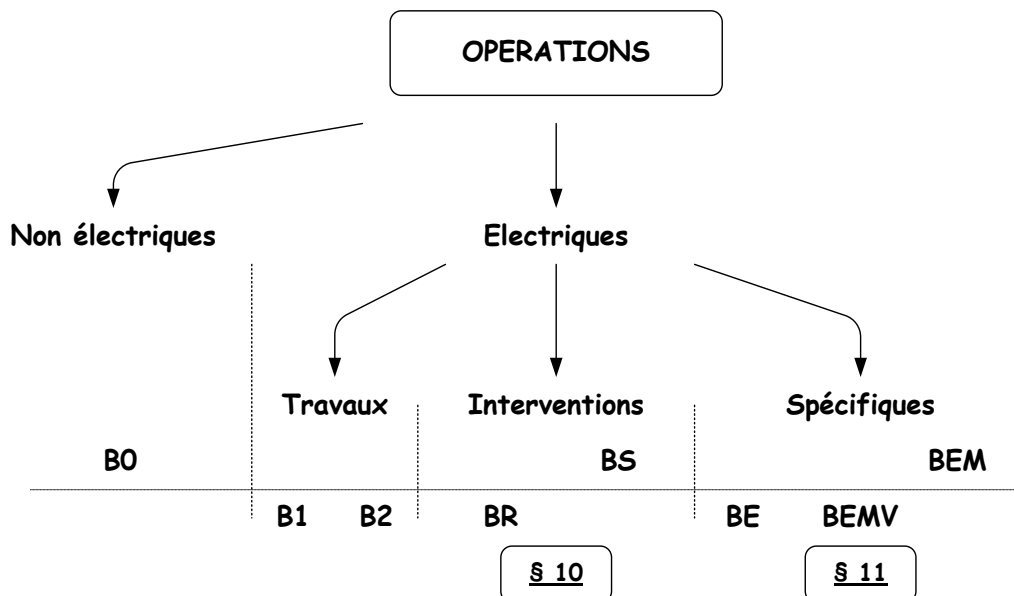 OPERATIONS
Non électriques
Electriques
Travaux
Interventions
Spécifiques
B0
BS
BEM
B1
B2
BR
BE
BEMV
§ 10
§ 11